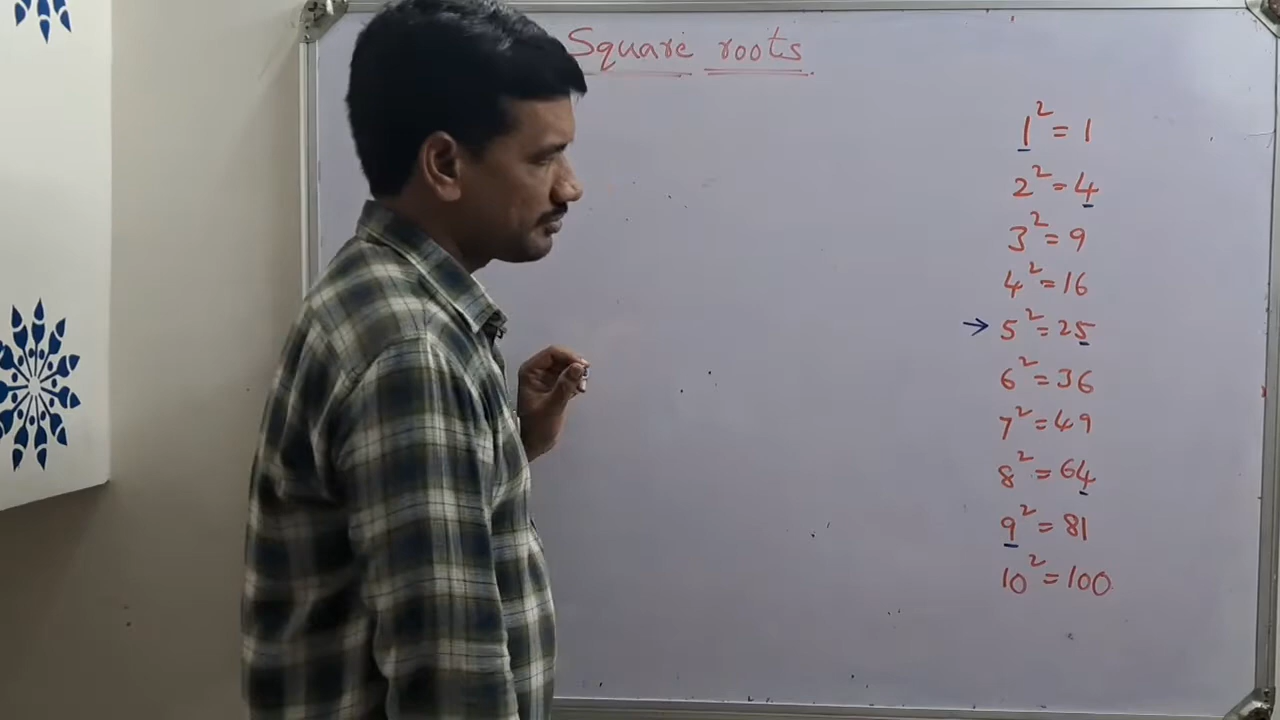 Square roots
1² = 1
2² = 4
3² = 9
4² = 16
→ 5² = 25
6² = 36
7² = 49
8² = 64
9² = 81
10² = 100